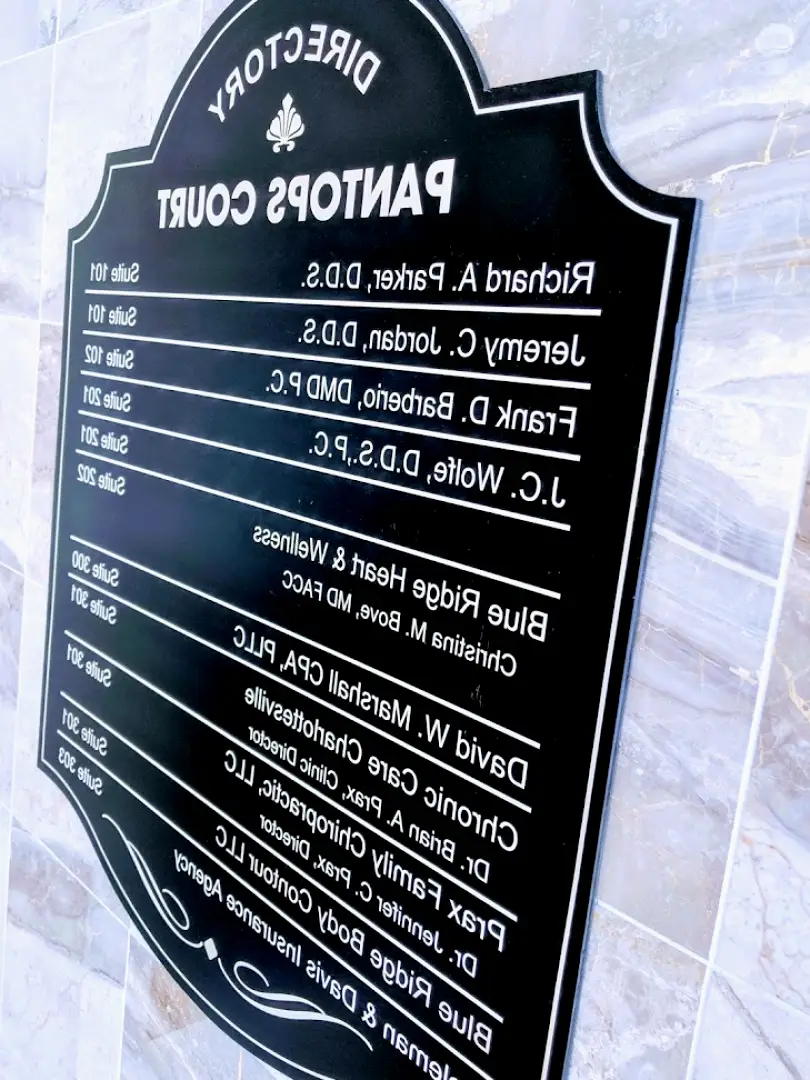 DIRECTORY
PANTOPS COURT
Richard A. Parker, D.D.S. Suite 101
Jeremy C. Jordan, D.D.S. Suite 101
Frank D. Barberio, DMD P.C. Suite 102
J.C. Wolfe, D.D.S.,P.C. Suite 201
Suite 201
Blue Ridge Heart & Wellness Suite 202
Christina M. Bove, MD FACC
David W. Marshall CPA, PLLC Suite 300
Chronic Care Charlottesville Suite 301
Dr. Brian A. Prax, Clinic Director
Prax Family Chiropractic, LLC Suite 301
Dr. Jennifer C. Prax, Director
Blue Ridge Body Contour LLC Suite 301
& Davis Insurance Agency Suite 303